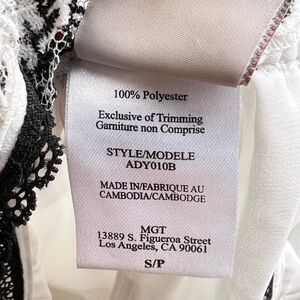 100% Polyester
Exclusive of Trimming
Garniture non Comprise
STYLE/MODELE
ADY010B
MADE IN/FABRIQUE AU
CAMBODIA/CAMBODGE
MGT
13889 S. Figueroa Street
Los Angeles, CA 90061
S/P